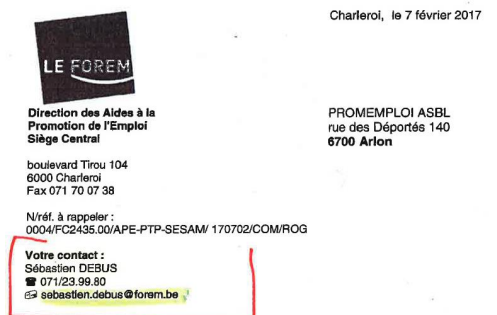 Charleroi, le 7 février 2017
LE FOREM
Direction des Aides à la
Promotion de l'Emploi
Siège Central
boulevard Tirou 104
6000 Charleroi
Fax 071 70 07 38
PROMEMPLOI ASBL
rue des Déportés 140
6700 Arlon
N/réf. à rappeler :
0004/FC2435.00/APE-PTP-SESAM/ 170702/COM/ROG
Votre contact :
Sébastien DEBUS
☎ 071/23.99.80
sebastien.debus@forem.be